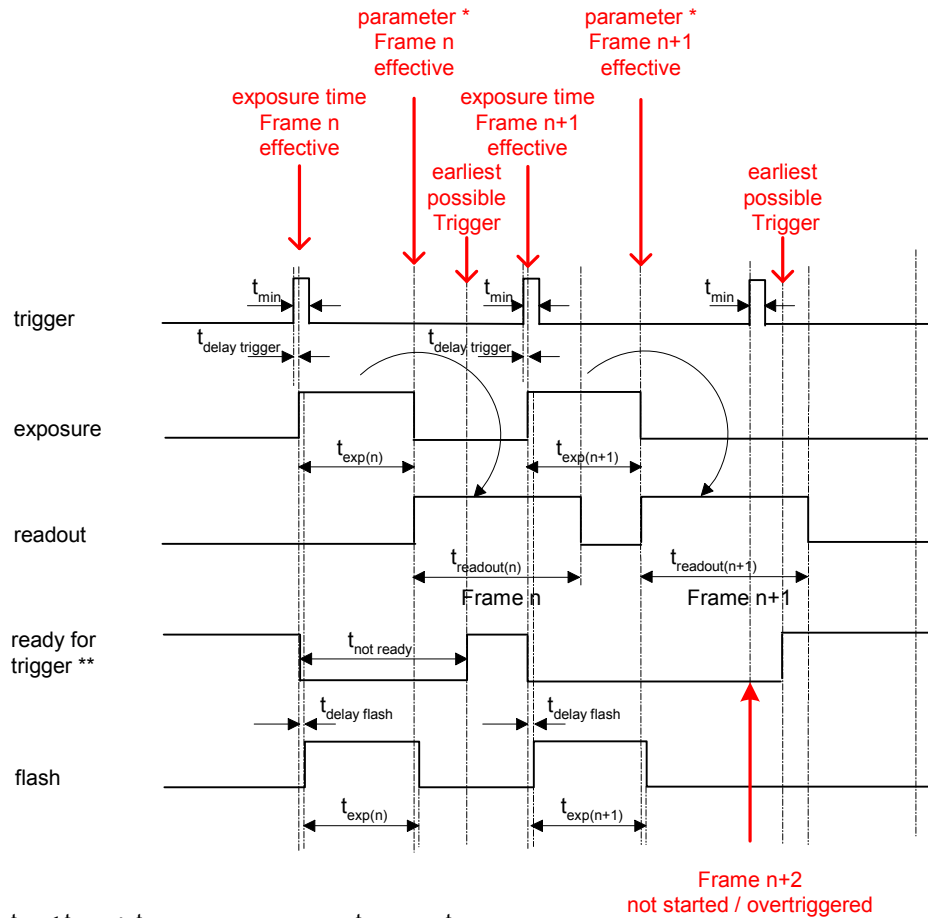 parameter *
Frame n
effective
parameter *
Frame n+1
effective
exposure time
Frame n
effective
exposure time
Frame n+1
effective
earliest
possible
Trigger
earliest
possible
Trigger
trigger
tmin
tmin
tmin
tdelay trigger
tdelay trigger
exposure
texp(n)
texp(n+1)
readout
treadout(n)
treadout(n+1)
Frame n
Frame n+1
ready for
trigger **
tnot ready
tdelay flash
tdelay flash
flash
texp(n)
texp(n+1)
Frame n+2
not started / overtriggered